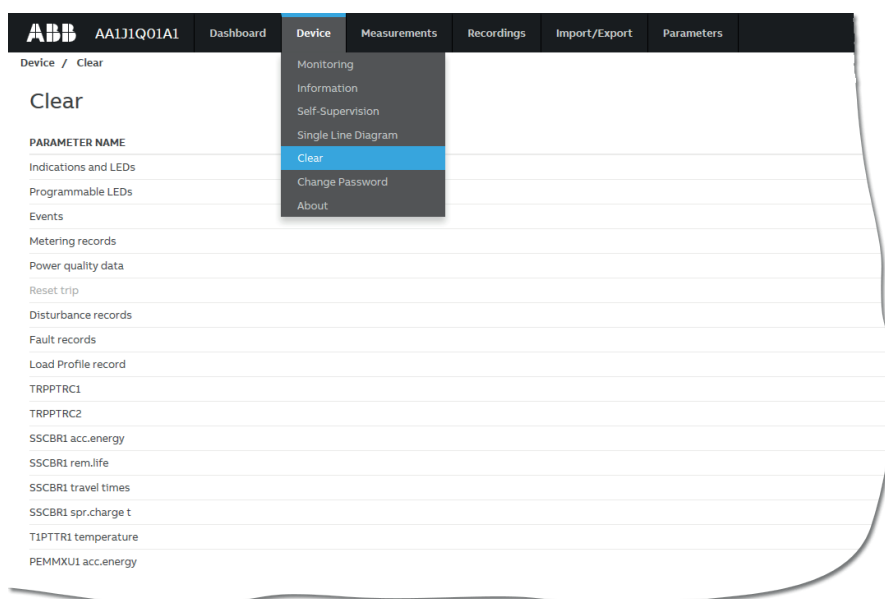 ABB AA1J1Q01A1 Dashboard Device Measurements Recordings Import/Export Parameters
Device / Clear
Monitoring
Information
Self-Supervision
Single Line Diagram
Clear
Change Password
About
Clear
PARAMETER NAME
Indications and LEDs
Programmable LEDs
Events
Metering records
Power quality data
Reset trip
Disturbance records
Fault records
Load Profile record
TRPPTRC1
TRPPTRC2
SSCBR1 acc.energy
SSCBR1 rem.life
SSCBR1 travel times
SSCBR1 spr.charge t
T1PTTR1 temperature
PEMMXU1 acc.energy